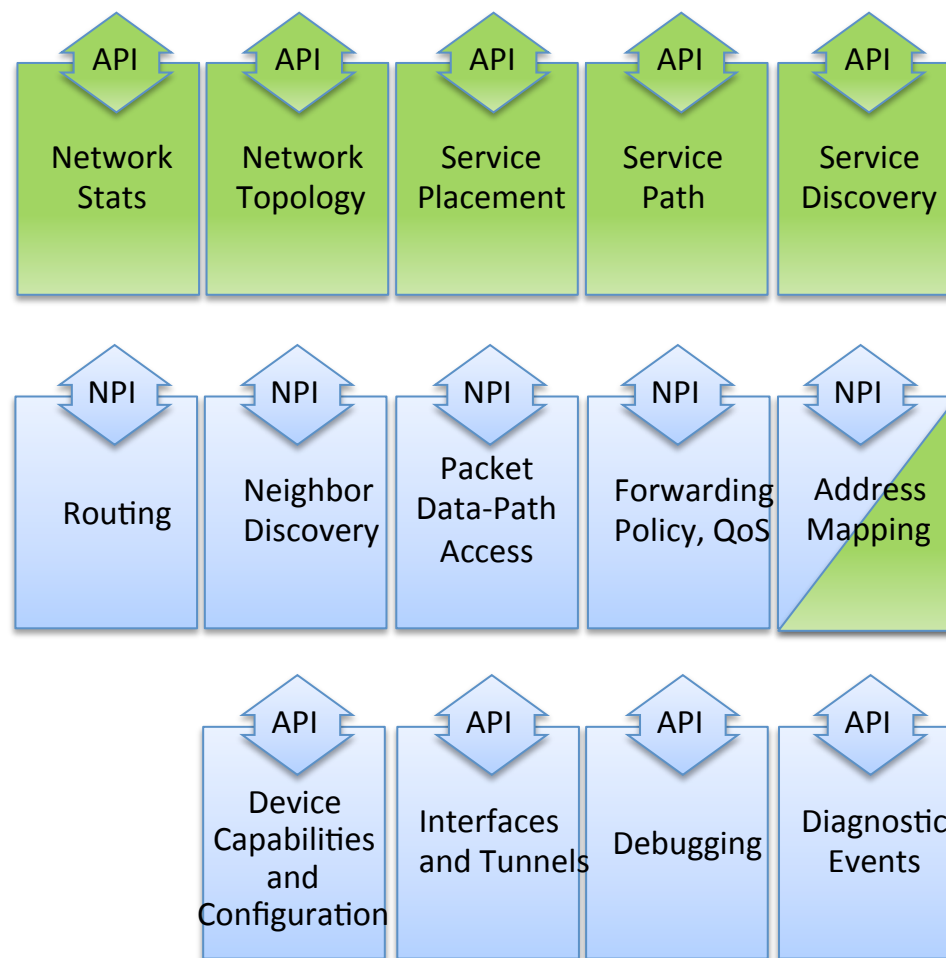 API
API
API
API
API
Network
Stats
Network
Topology
Service
Placement
Service
Path
Service
Discovery
NPI
NPI
NPI
NPI
NPI
Routing
Neighbor
Discovery
Packet
Data-Path
Access
Forwarding
Policy, QoS
Address
Mapping
API
API
API
API
Device
Capabilities
and
Configuration
Interfaces
and Tunnels
Debugging
Diagnostic
Events